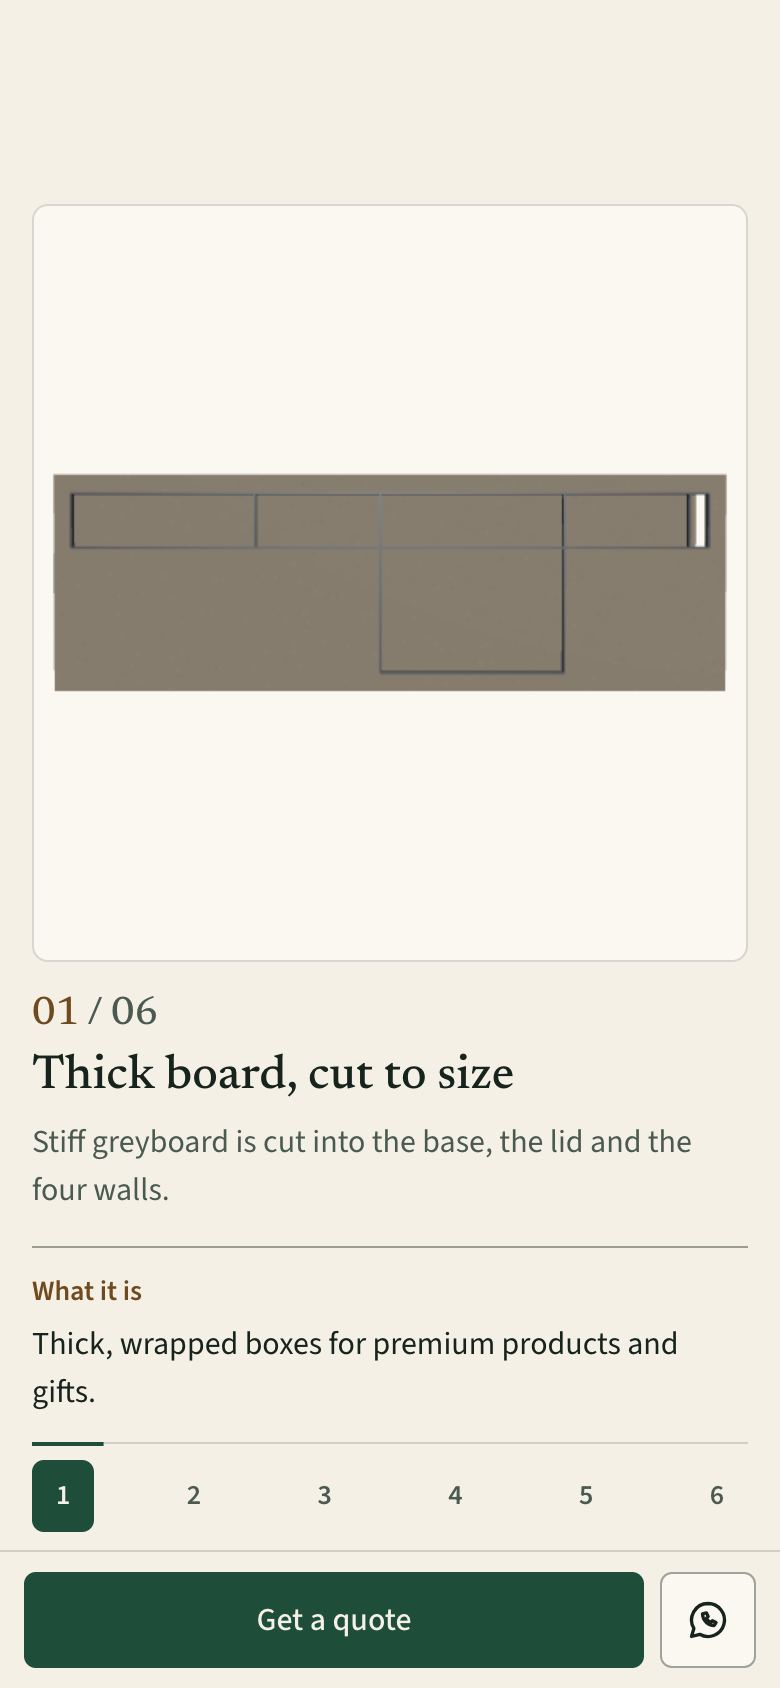 01 / 06
Thick board, cut to size
Stiff greyboard is cut into the base, the lid and the
four walls.
What it is
Thick, wrapped boxes for premium products and
gifts.
1 2 3 4 5 6
Get a quote